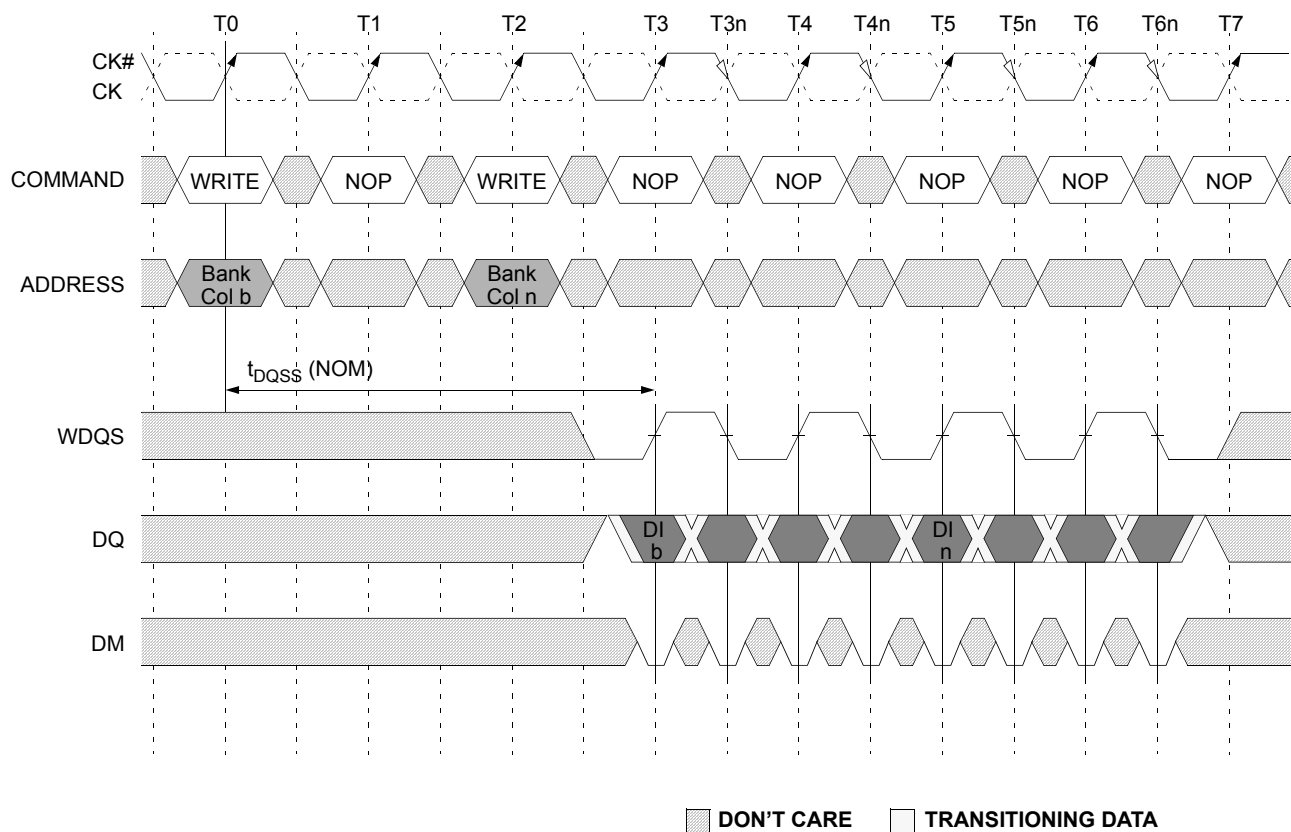 T0 T1 T2 T3 T3n T4 T4n T5 T5n T6 T6n T7
CK#
CK
COMMAND WRITE NOP WRITE NOP NOP NOP NOP NOP
ADDRESS Bank Col b Bank Col n
tDQSS (NOM)
WDQS
DQ DI b DI n
DM
DON'T CARE TRANSITIONING DATA